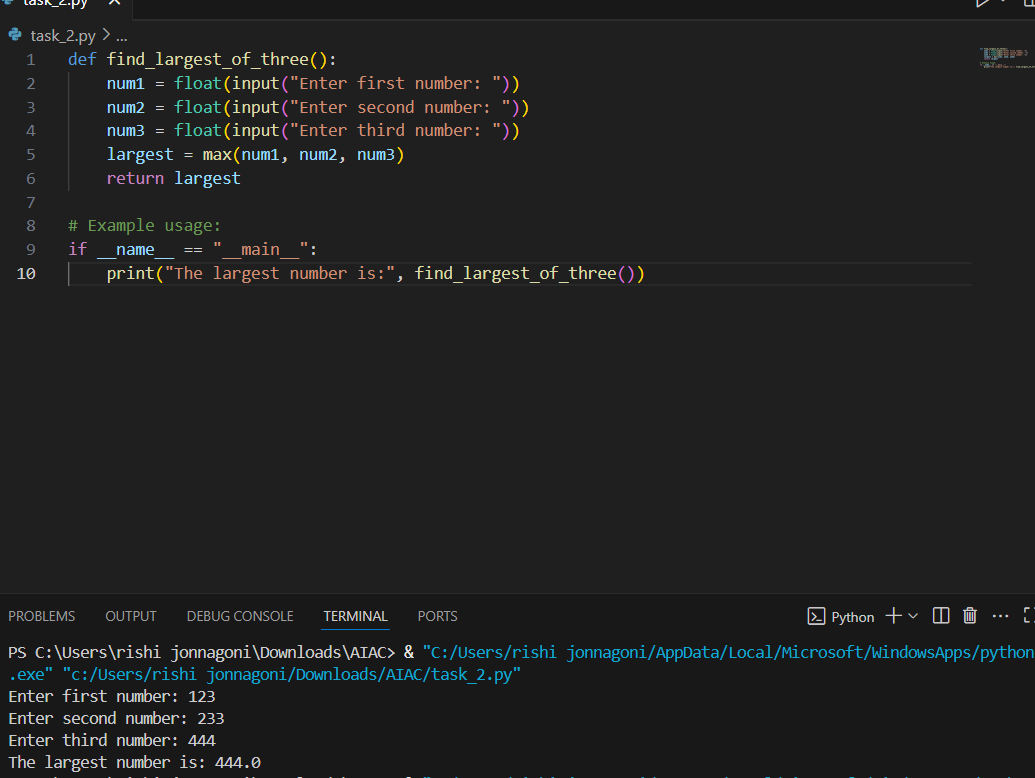 task_2.py
task_2.py > ...
1 def find_largest_of_three():
2     num1 = float(input("Enter first number: "))
3     num2 = float(input("Enter second number: "))
4     num3 = float(input("Enter third number: "))
5     largest = max(num1, num2, num3)
6     return largest
7
8 # Example usage:
9 if __name__ == "__main__":
10     print("The largest number is:", find_largest_of_three())
PROBLEMS OUTPUT DEBUG CONSOLE TERMINAL PORTS Python
PS C:\Users\rishi jonnagoni\Downloads\AIAC> & "C:/Users/rishi jonnagoni/AppData/Local/Microsoft/WindowsApps/python
.exe" "c:/Users/rishi jonnagoni/Downloads/AIAC/task_2.py"
Enter first number: 123
Enter second number: 233
Enter third number: 444
The largest number is: 444.0